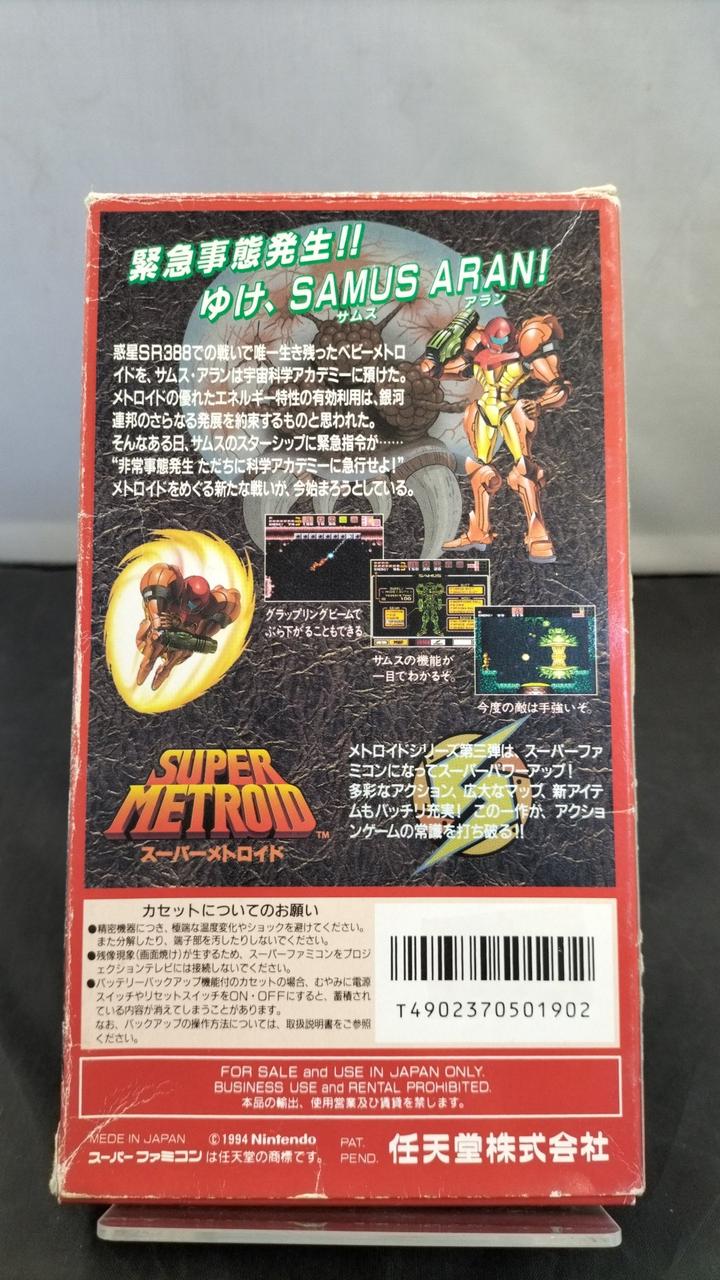 緊急事態発生!!
ゆけ、SAMUS ARAN!
サムス アラン
惑星SR388での戦いで唯一生き残ったベビーメトロ
イドを、サムス・アランは宇宙科学アカデミーに預けた。
メトロイドの優れたエネルギー特性の有効利用は、銀河
連邦のさらなる発展を約束するものと思われた。
そんなある日、サムスのスターシップに緊急指令が……
“非常事態発生 ただちに科学アカデミーに急行せよ!”
メトロイドをめぐる新たな戦いが、今始まろうとしている。
グラップリングビームで
ぶら下がることもできる。
SAMUS
サムスの機能が
一目でわかるぞ。
今度の敵は手強いぞ。
SUPER
METROID
TM
スーパーメトロイド
メトロイドシリーズ第三弾は、スーパーファ
ミコンになってスーパーパワーアップ!
多彩なアクション、広大なマップ、新アイテ
ムもバッチリ充実! この一作が、アクショ
ンゲームの常識を打ち破る!!
カセットについてのお願い
●精密機器につき、極端な温度変化やショックを避けてください。
また分解したり、端子部を汚したりしないでください。
●残像現象(画面焼け)が生ずるため、スーパーファミコンをプロジ
ェクションテレビには接続しないでください。
●バッテリーバックアップ機能付のカセットの場合、むやみに電源
スイッチやリセットスイッチをON・OFFにすると、蓄積され
ている内容が消えてしまうことがあります。
なお、バックアップの操作方法については、取扱説明書をご参照
ください。
T4902370501902
FOR SALE and USE IN JAPAN ONLY.
BUSINESS USE and RENTAL PROHIBITED.
本品の輸出、使用営業及び賃貸を禁じます。
MEDE IN JAPAN ©1994 Nintendo
スーパーファミコンは任天堂の商標です。
PAT.
PEND.
任天堂株式会社